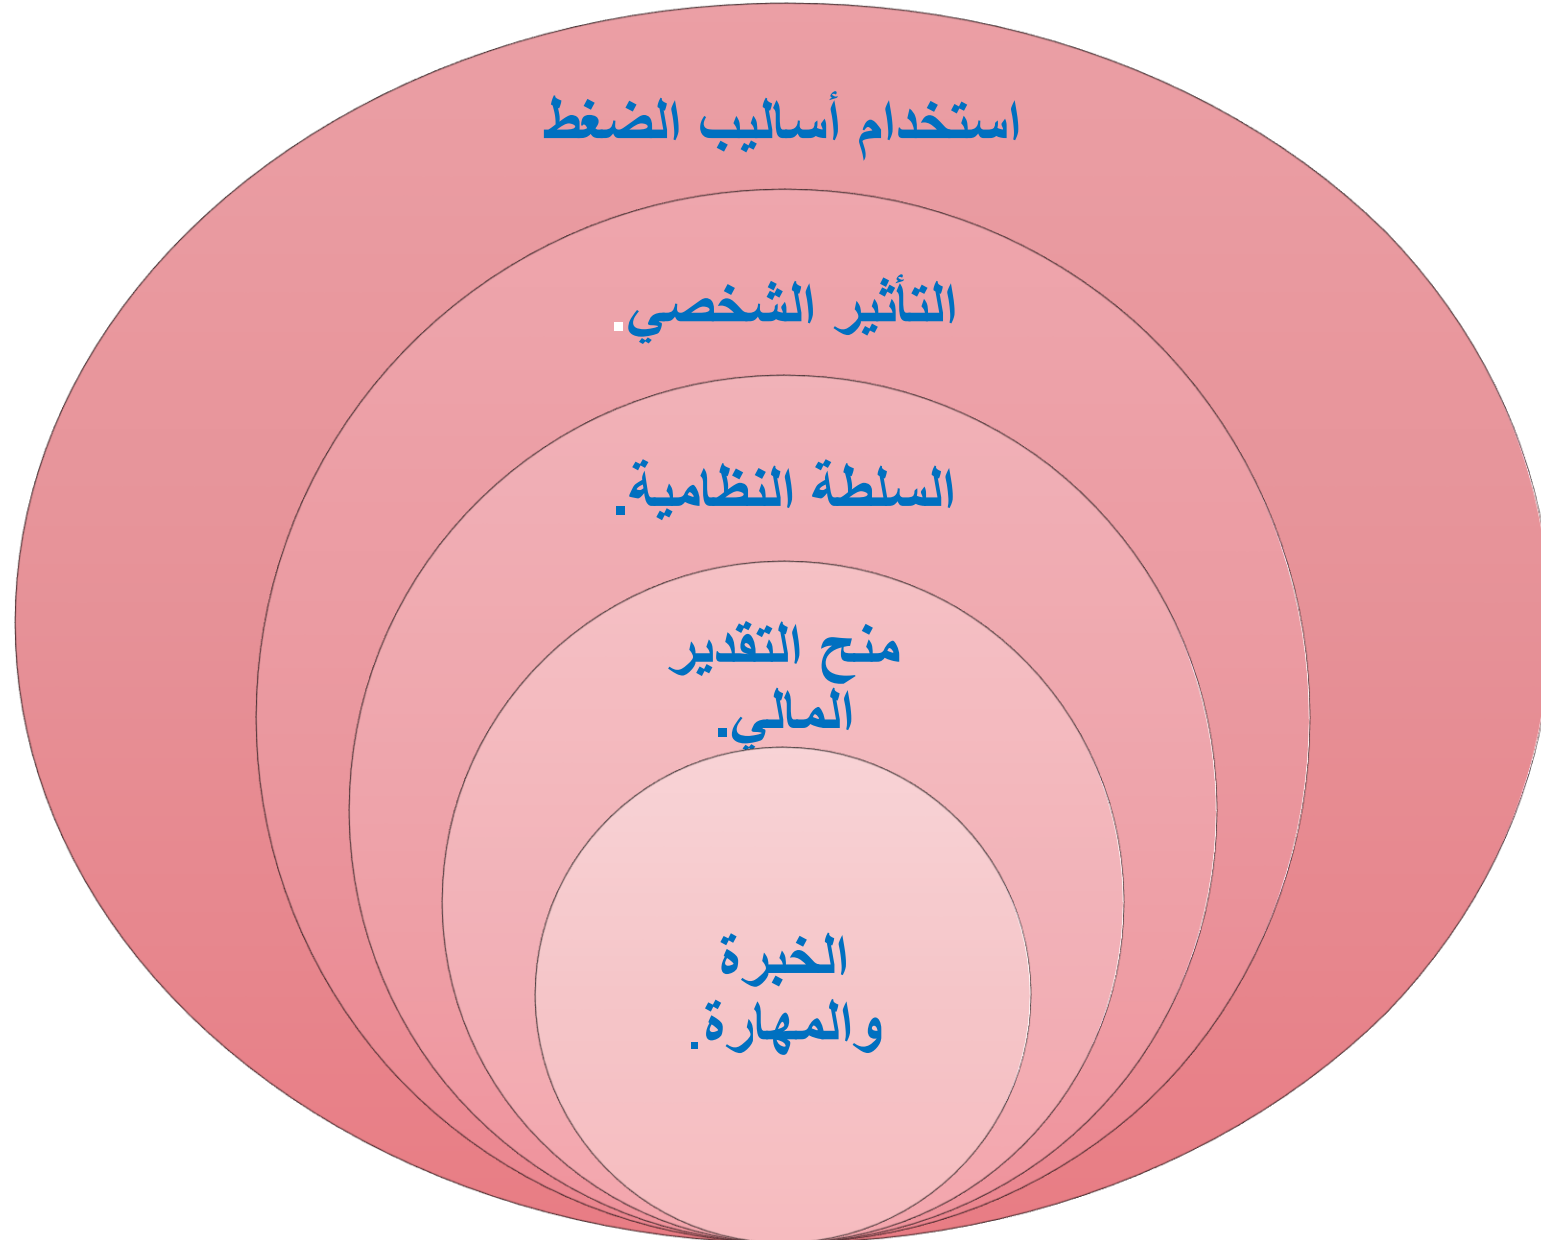 استخدام أساليب الضغط
التأثير الشخصي.
السلطة النظامية.
منح التقدير
المالي.
الخبرة
والمهارة.